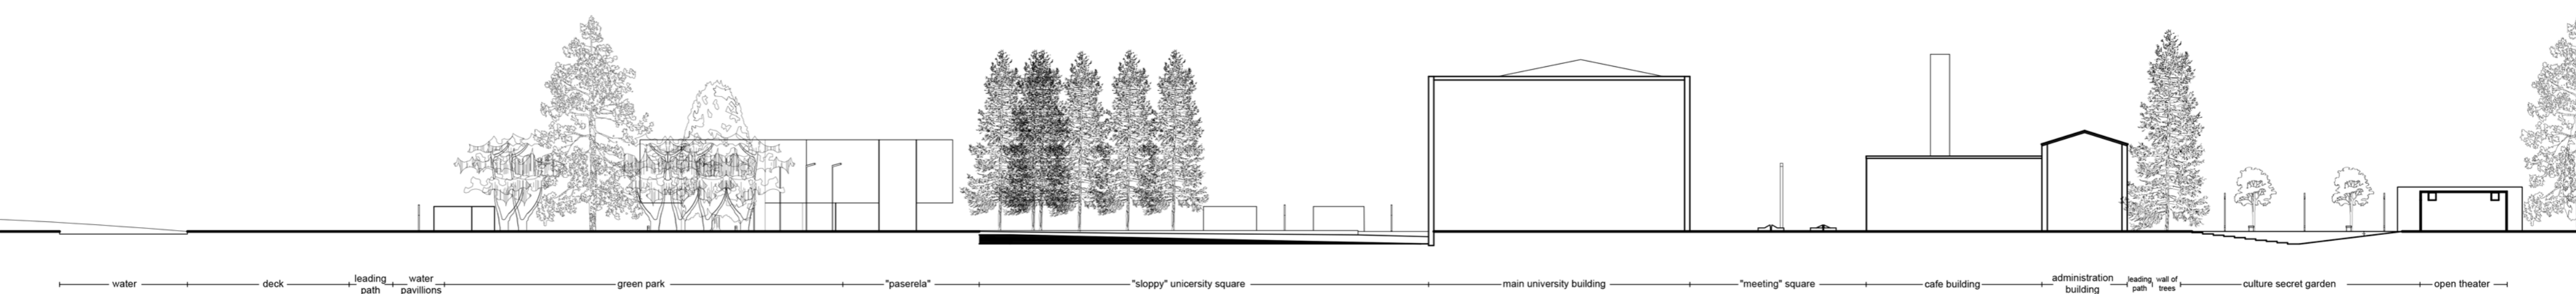 water
deck
leading
path
water
pavillions
green park
"paserela"
"sloppy" unicersity square
main university building
"meeting" square
cafe building
administration
building
leading
path
wall of
trees
culture secret garden
open theater